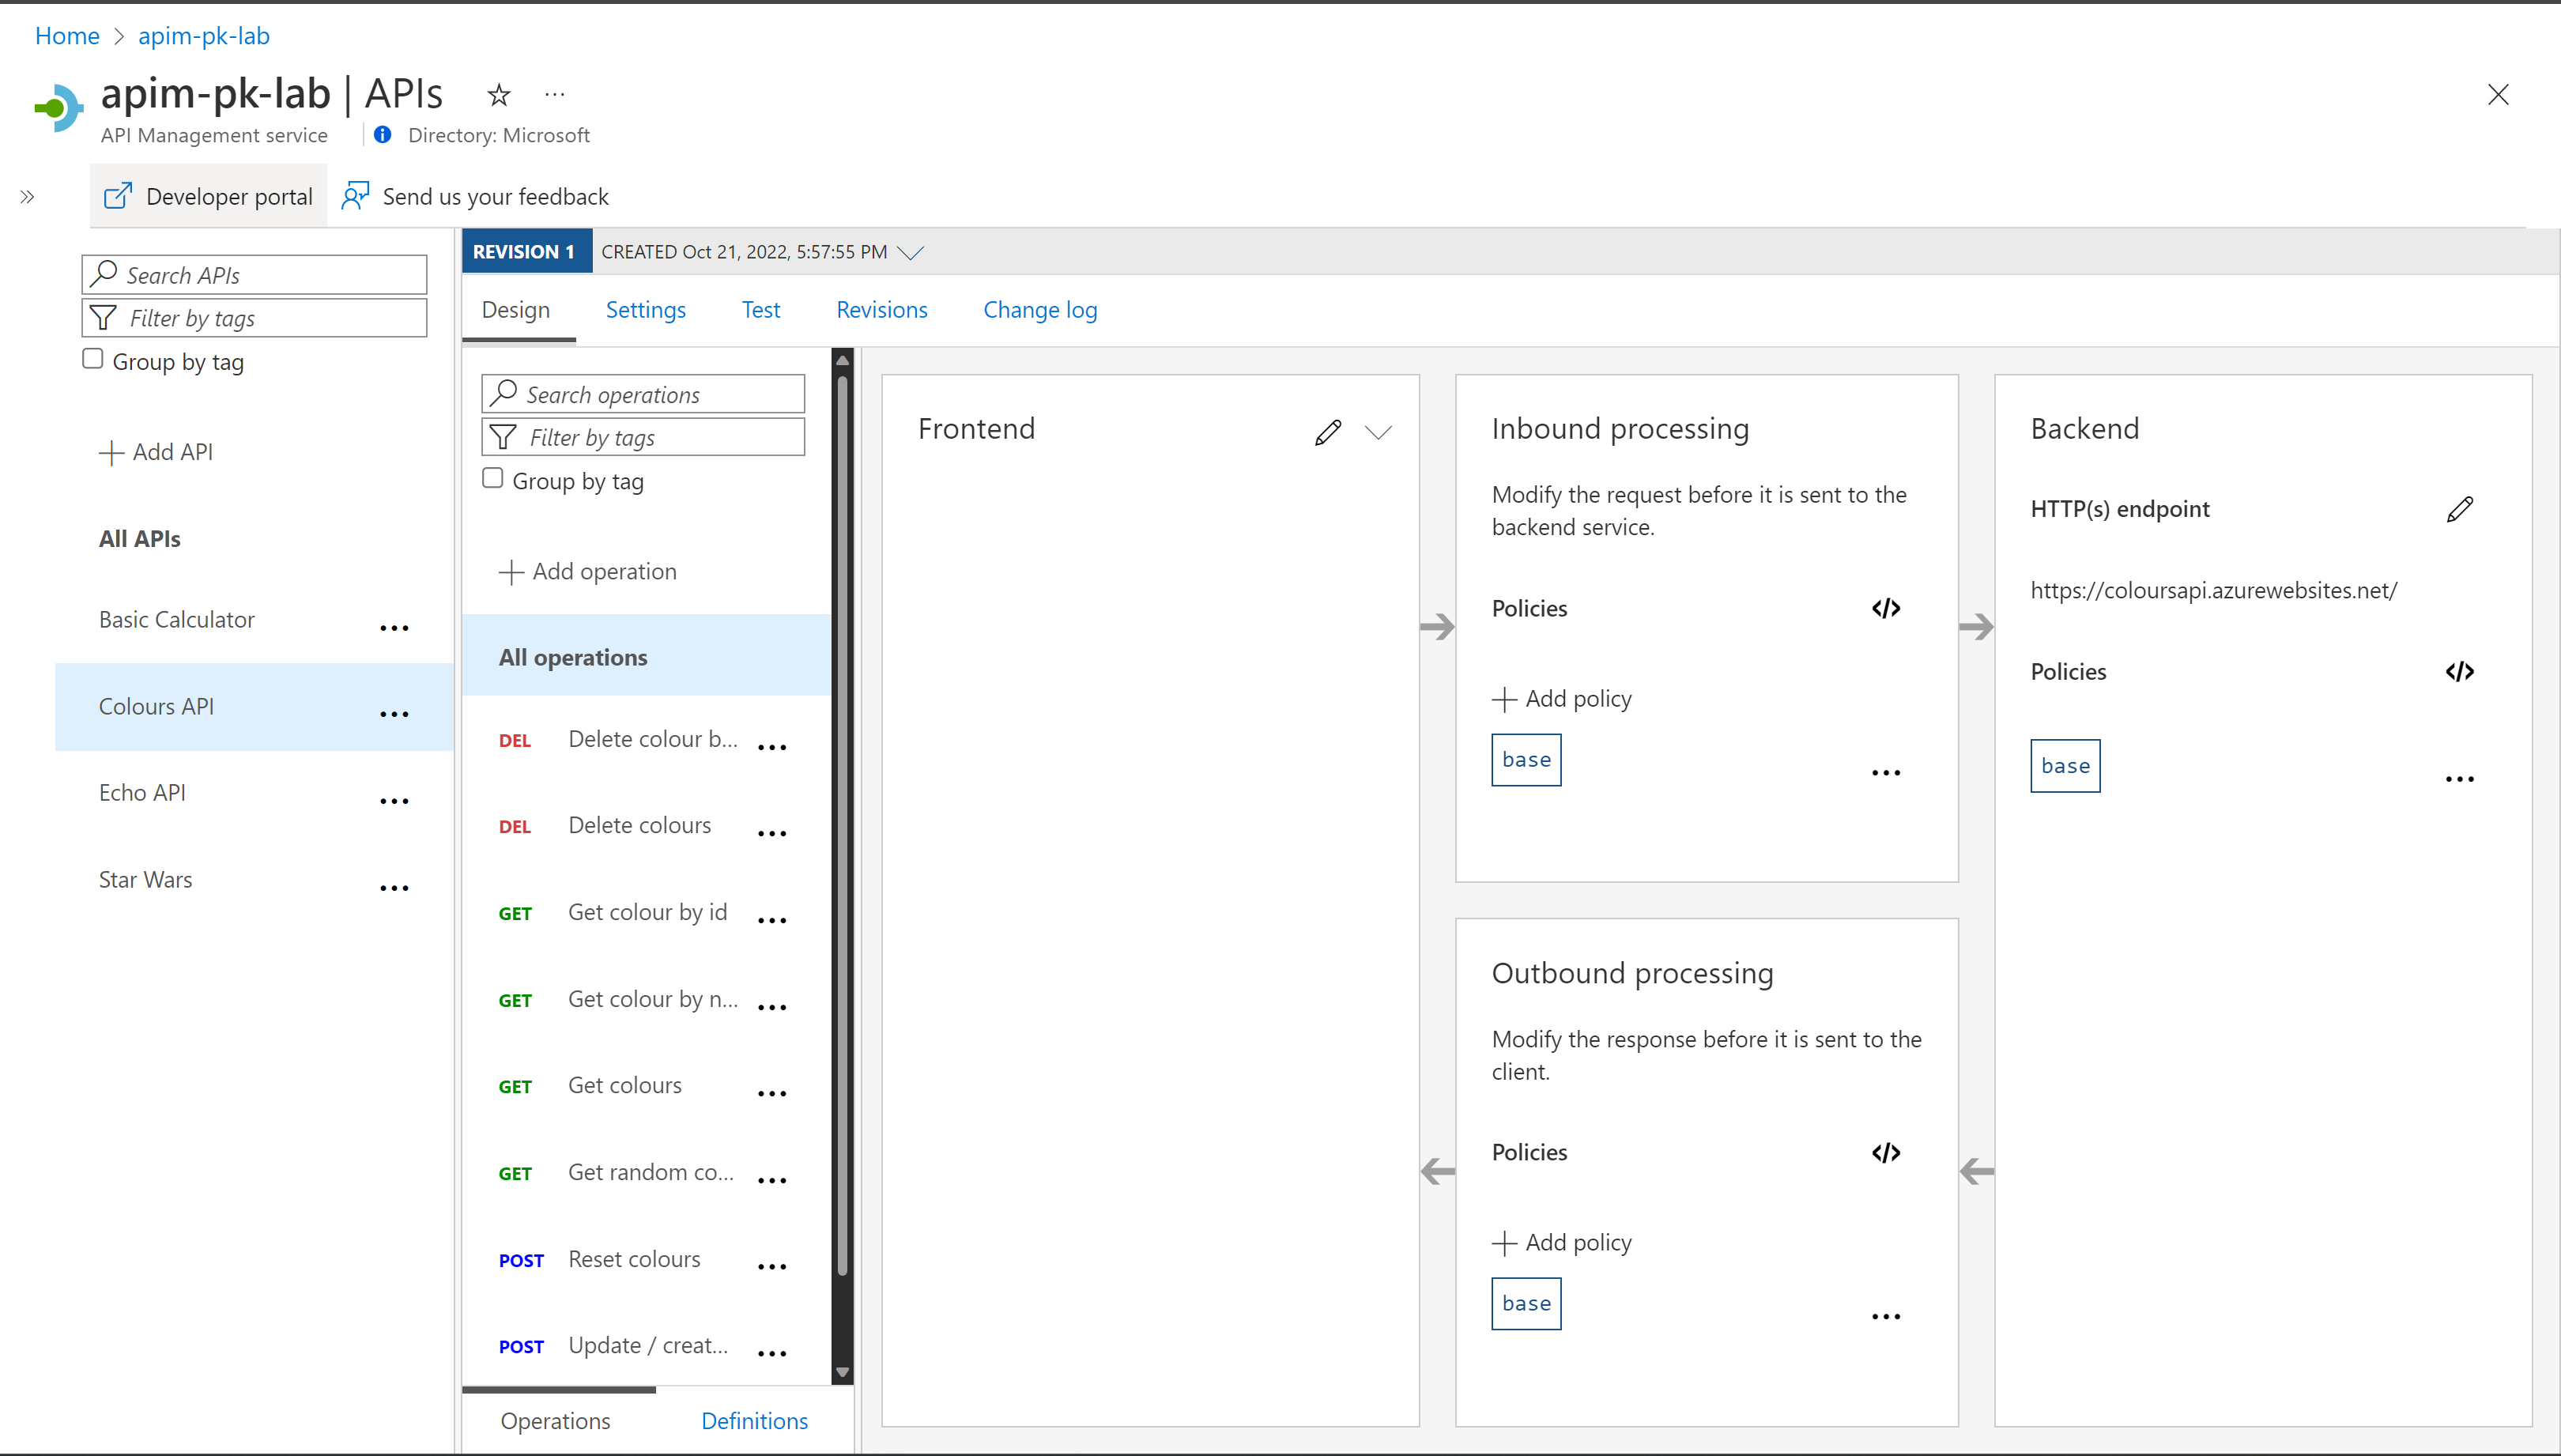 Home > apim-pk-lab
apim-pk-lab | APIs ...
API Management service
Directory: Microsoft
Developer portal
Send us your feedback
Search APIs
Filter by tags
Group by tag
+ Add API
All APIs
Basic Calculator ...
Colours API ...
Echo API ...
Star Wars ...
REVISION 1 CREATED Oct 21, 2022, 5:57:55 PM
Design Settings Test Revisions Change log
Search operations
Filter by tags
Group by tag
+ Add operation
All operations
DEL Delete colour b... ...
DEL Delete colours ...
GET Get colour by id ...
GET Get colour by n... ...
GET Get colours ...
GET Get random co... ...
POST Reset colours ...
POST Update / creat... ...
Operations Definitions
Frontend
Inbound processing
Modify the request before it is sent to the
backend service.
Policies </>
+ Add policy
base ...
Outbound processing
Modify the response before it is sent to the
client.
Policies </>
+ Add policy
base ...
Backend
HTTP(s) endpoint
https://coloursapi.azurewebsites.net/
Policies </>
base ...